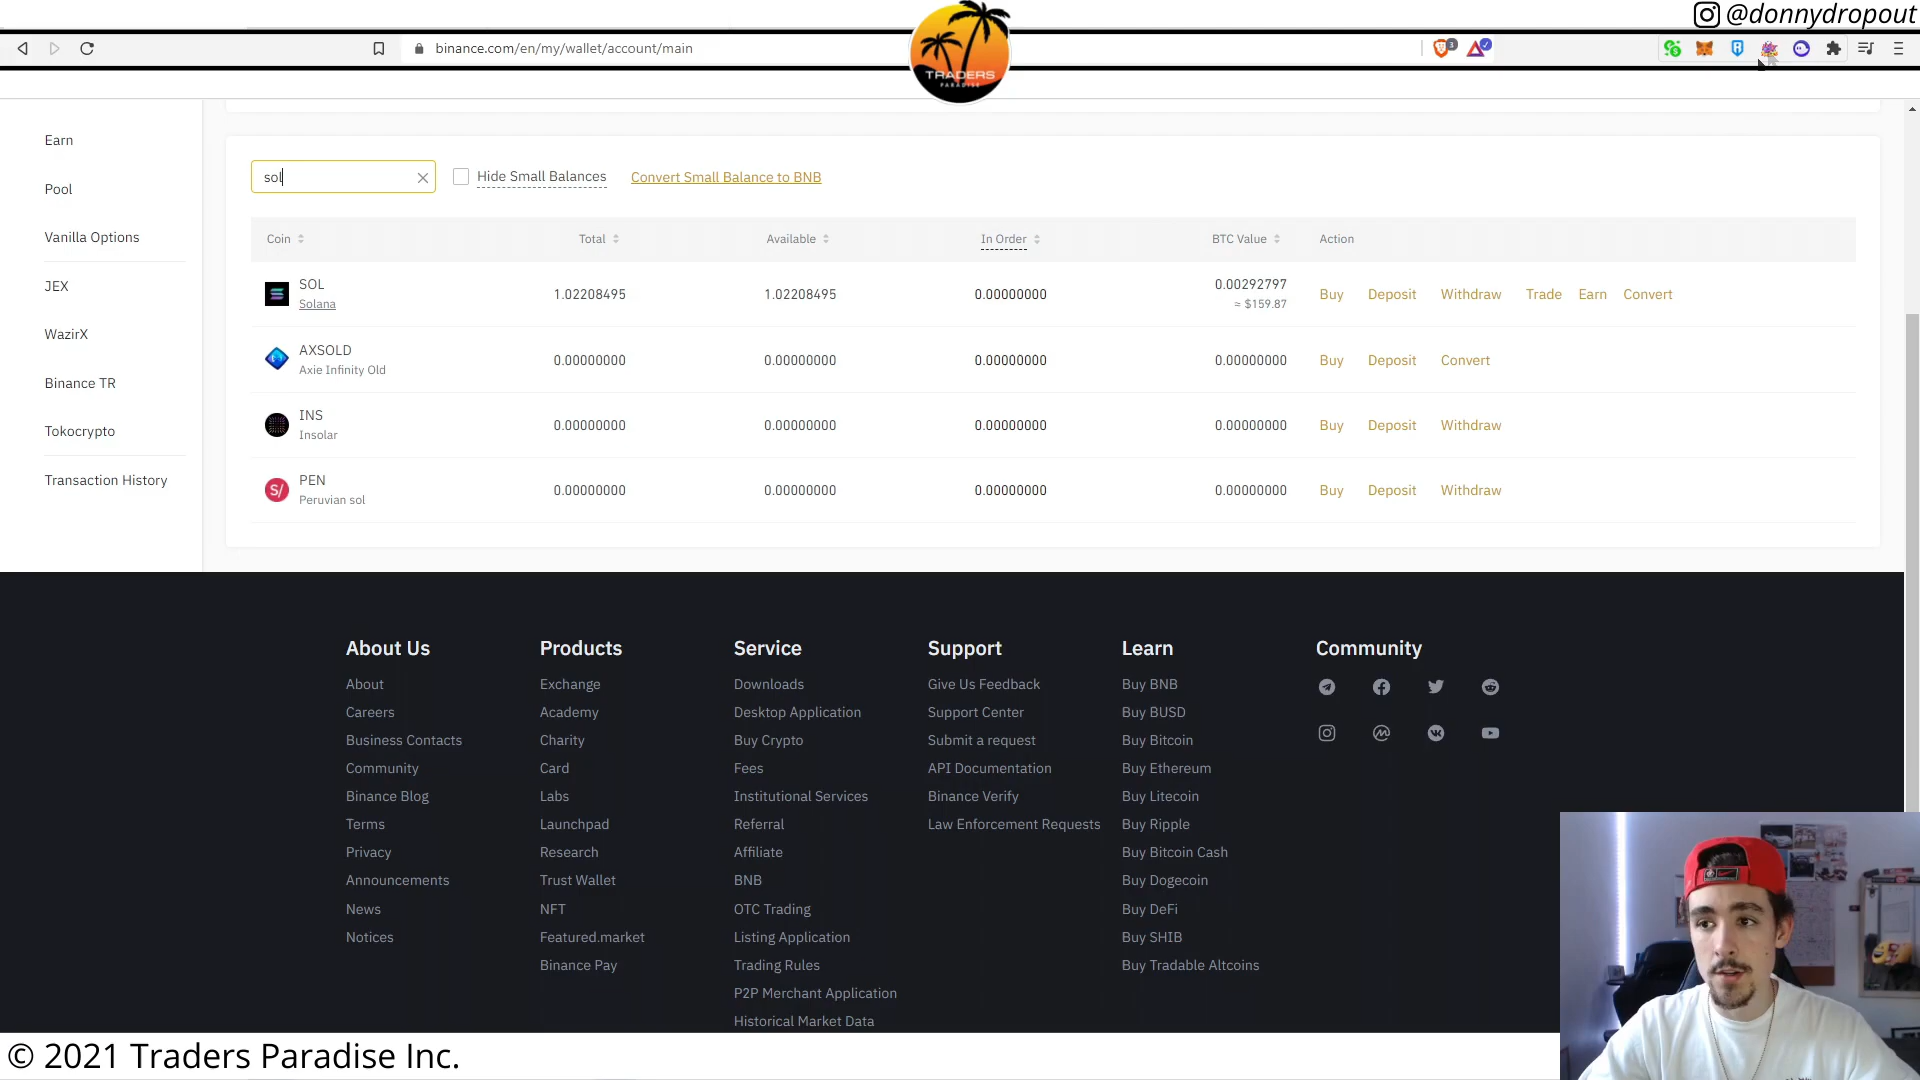 @donnydropout
binance.com/en/my/wallet/account/main
TRADERS
PARADISE
Earn
Pool
Vanilla Options
JEX
WazirX
Binance TR
Tokocrypto
Transaction History
sol
Hide Small Balances
Convert Small Balance to BNB
Coin Total Available In Order BTC Value Action
SOL
Solana
1.02208495 1.02208495 0.00000000 0.00292797
≈ $159.87
Buy Deposit Withdraw Trade Earn Convert
AXSOLD
Axie Infinity Old
0.00000000 0.00000000 0.00000000 0.00000000 Buy Deposit Convert
INS
Insolar
0.00000000 0.00000000 0.00000000 0.00000000 Buy Deposit Withdraw
S/
PEN
Peruvian sol
0.00000000 0.00000000 0.00000000 0.00000000 Buy Deposit Withdraw
About Us
About
Careers
Business Contacts
Community
Binance Blog
Terms
Privacy
Announcements
News
Notices
Products
Exchange
Academy
Charity
Card
Labs
Launchpad
Research
Trust Wallet
NFT
Featured.market
Binance Pay
Service
Downloads
Desktop Application
Buy Crypto
Fees
Institutional Services
Referral
Affiliate
BNB
OTC Trading
Listing Application
Trading Rules
P2P Merchant Application
Historical Market Data
Support
Give Us Feedback
Support Center
Submit a request
API Documentation
Binance Verify
Law Enforcement Requests
Learn
Buy BNB
Buy BUSD
Buy Bitcoin
Buy Ethereum
Buy Litecoin
Buy Ripple
Buy Bitcoin Cash
Buy Dogecoin
Buy DeFi
Buy SHIB
Buy Tradable Altcoins
Community
© 2021 Traders Paradise Inc.